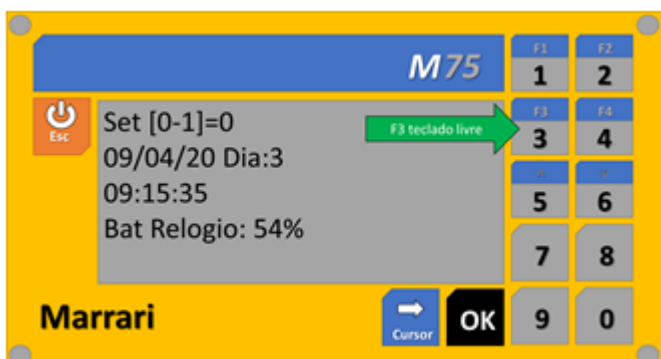 M75
F1
1
F2
2
Esc
Set [0-1]=0
09/04/20 Dia:3
09:15:35
Bat Relogio: 54%
F3 teclado livre
F3
3
F4
4
5
6
7
8
Marrari
Cursor
OK
9
0